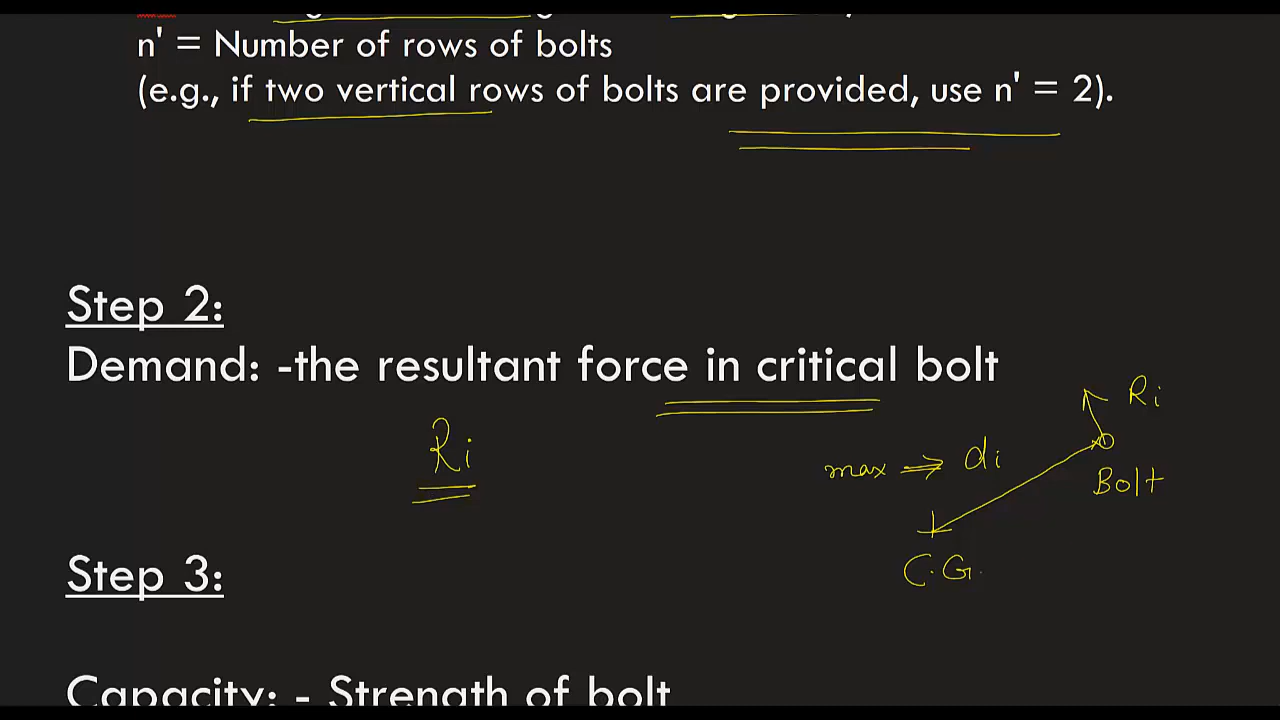 n' = Number of rows of bolts
(e.g., if two vertical rows of bolts are provided, use n' = 2).
Step 2:
Demand: -the resultant force in critical bolt
Ri
Ri
max ⇒ di
Bolt
C.G.
Step 3:
Capacity: - Strength of bolt